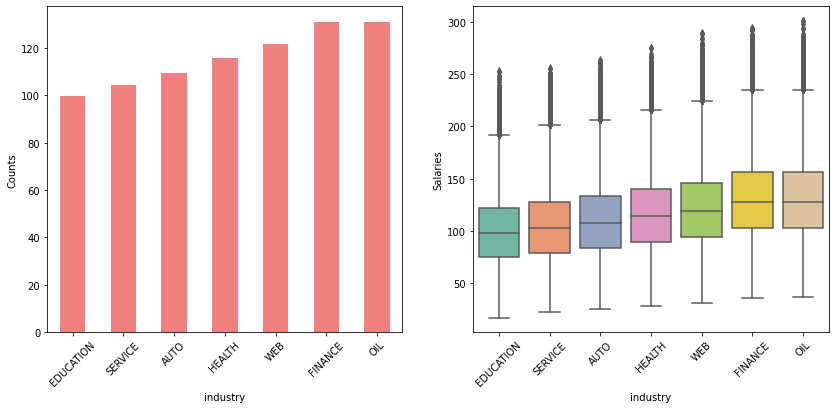 120
100
80
60
40
20
0
Counts
EDUCATION
SERVICE
AUTO
HEALTH
WEB
FINANCE
OIL
industry
300
250
200
150
100
50
Salaries
EDUCATION
SERVICE
AUTO
HEALTH
WEB
FINANCE
OIL
industry